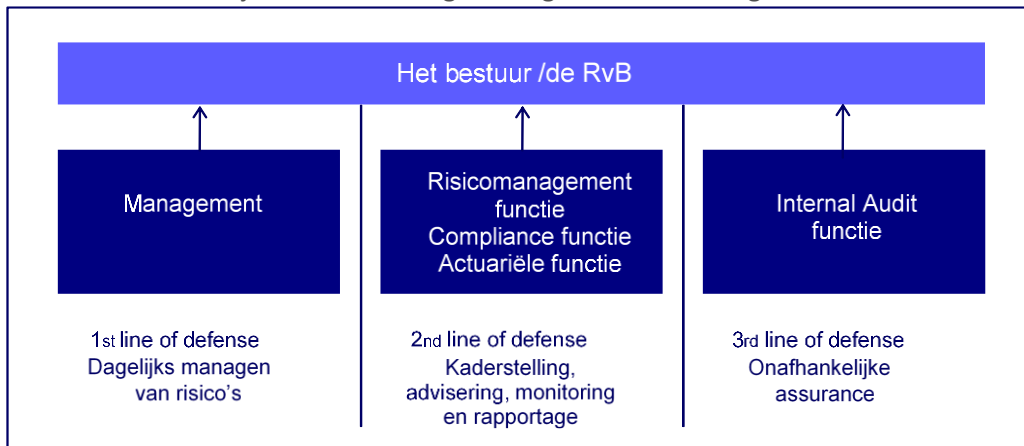 Het bestuur /de RvB
Management
Risicomanagement
functie
Compliance functie
Actuariële functie
Internal Audit
functie
1st line of defense
Dagelijks managen
van risico's
2nd line of defense
Kaderstelling,
advisering, monitoring
en rapportage
3rd line of defense
Onafhankelijke
assurance